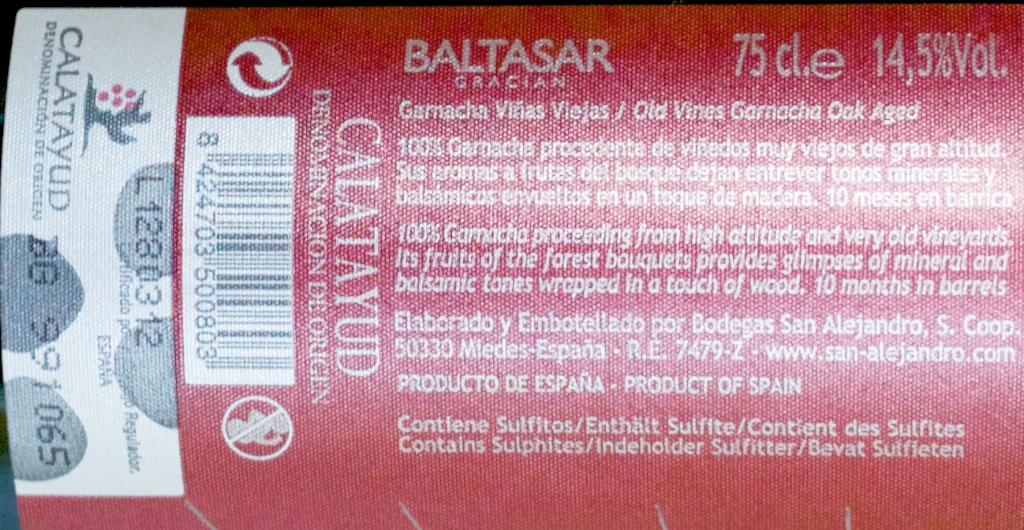 BALTASAR
GRACIÁN
75 cl.e 14,5%Vol.
Garnacha Viñas Viejas / Old Vines Garnacha Oak Aged
100% Garnacha procedente de viñedos muy viejos de gran altitud.
Sus aromas a frutas del bosque dejan entrever tonos minerales y
balsámicos envueltos en un toque de madera. 10 meses en barrica
100% Garnacha proceeding from high altitude and very old vineyards.
Its fruits of the forest bouquets provides glimpses of mineral and
balsamic tones wrapped in a touch of wood. 10 months in barrels
Elaborado y Embotellado por Bodegas San Alejandro, S. Coop.
50330 Miedes-España - R.E. 7479-Z - www.san-alejandro.com
PRODUCTO DE ESPAÑA - PRODUCT OF SPAIN
Contiene Sulfitos/Enthält Sulfite/Contient des Sulfites
Contains Sulphites/Indeholder Sulfitter/Bevat Sulfieten
CALATAYUD
DENOMINACION DE ORIGEN
8 424703 500803
CALATAYUD
DENOMINACIÓN DE ORIGEN
L 12803 12
Regulador.
ESPAÑA
065